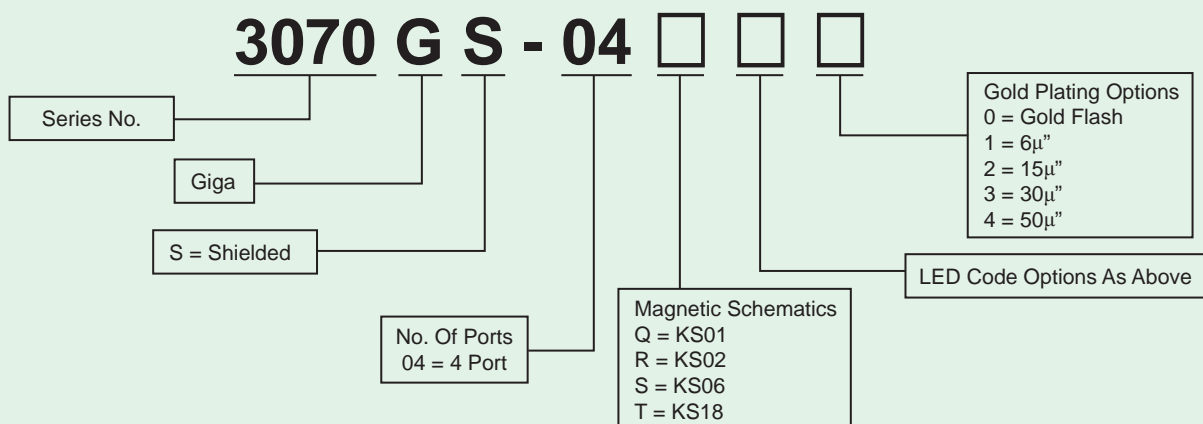 3070 G S - 04 □ □ □
Series No.
Giga
S = Shielded
No. Of Ports
04 = 4 Port
Magnetic Schematics
Q = KS01
R = KS02
S = KS06
T = KS18
LED Code Options As Above
Gold Plating Options
0 = Gold Flash
1 = 6μ”
2 = 15μ”
3 = 30μ”
4 = 50μ”